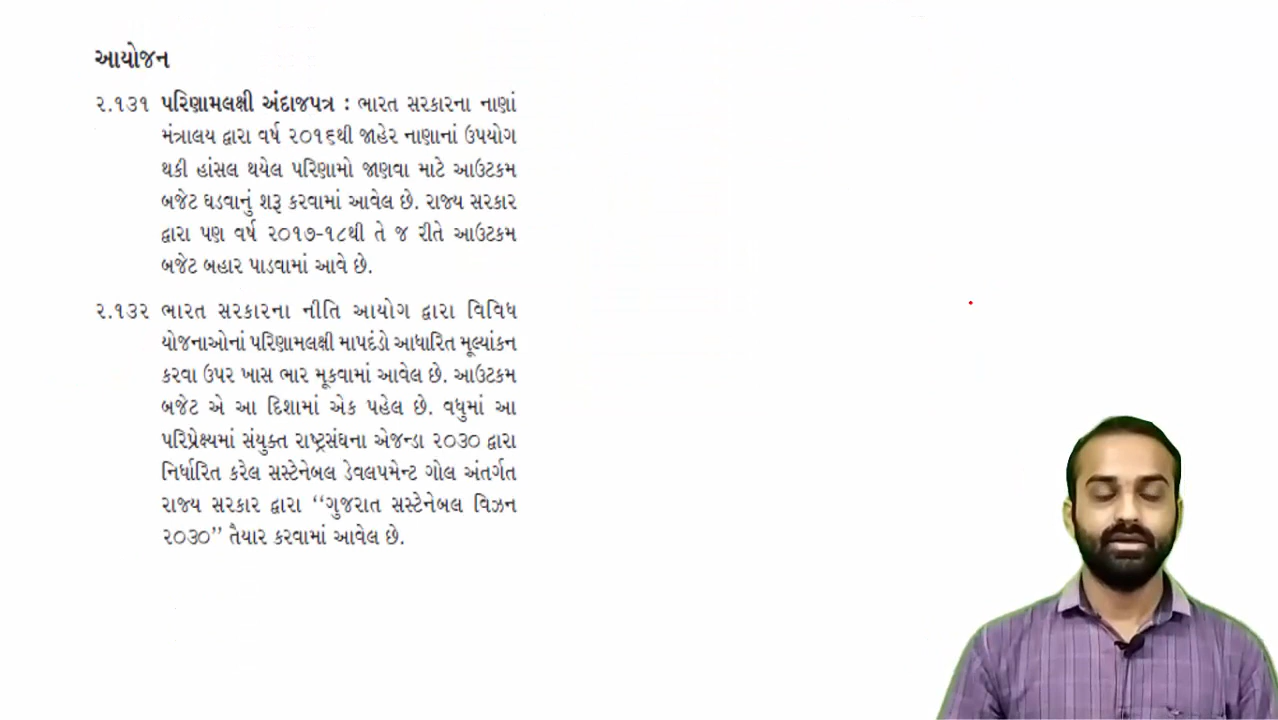 આયોજન
૨.૧૩૧ પરિણામલક્ષી અંદાજપત્ર : ભારત સરકારના નાણાં
મંત્રાલય દ્વારા વર્ષ ૨૦૧૬થી જાહેર નાણાનાં ઉપયોગ
થકી હાંસલ થયેલ પરિણામો જાણવા માટે આઉટકમ
બજેટ ઘડવાનું શરૂ કરવામાં આવેલ છે. રાજ્ય સરકાર
દ્વારા પણ વર્ષ ૨૦૧૭-૧૮થી તે જ રીતે આઉટકમ
બજેટ બહાર પાડવામાં આવે છે.
૨.૧૩૨ ભારત સરકારના નીતિ આયોગ દ્વારા વિવિધ
યોજનાઓનાં પરિણામલક્ષી માપદંડો આધારિત મૂલ્યાંકન
કરવા ઉપર ખાસ ભાર મૂકવામાં આવેલ છે. આઉટકમ
બજેટ એ આ દિશામાં એક પહેલ છે. વધુમાં આ
પરિપ્રેક્ષ્યમાં સંયુક્ત રાષ્ટ્રસંઘના એજન્ડા ૨૦૩૦ દ્વારા
નિર્ધારિત કરેલ સસ્ટેનેબલ ડેવલપમેન્ટ ગોલ અંતર્ગત
રાજ્ય સરકાર દ્વારા “ગુજરાત સસ્ટેનેબલ વિઝન
૨૦૩૦” તૈયાર કરવામાં આવેલ છે.